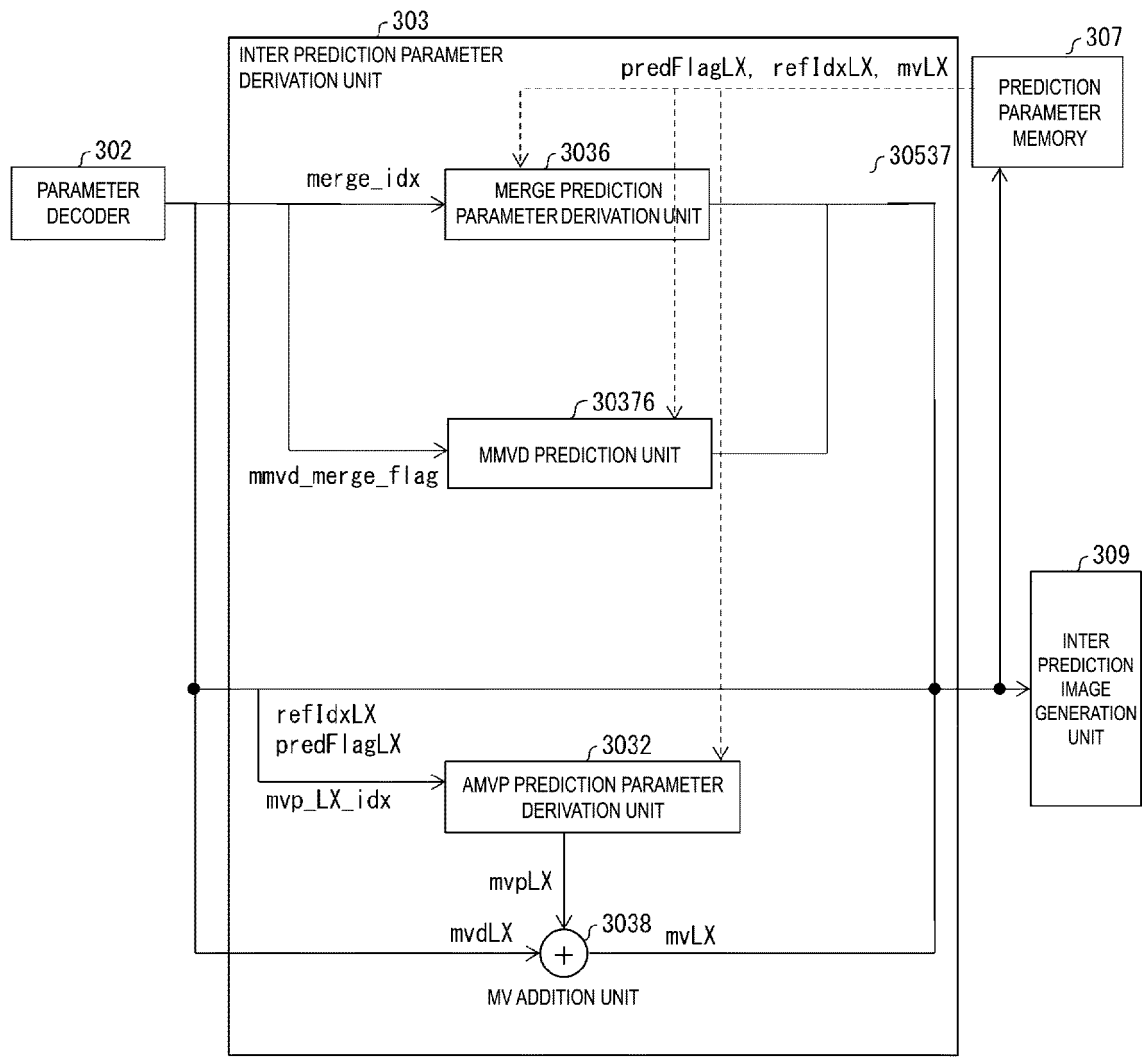 303
INTER PREDICTION PARAMETER
DERIVATION UNIT
307
PREDICTION
PARAMETER
MEMORY
predFlagLX, refIdxLX, mvLX
302
PARAMETER
DECODER
merge_idx
3036
MERGE PREDICTION
PARAMETER DERIVATION UNIT
30537
30376
MMVD PREDICTION UNIT
mmvd_merge_flag
309
INTER
PREDICTION
IMAGE
GENERATION
UNIT
refIdxLX
predFlagLX
mvp_LX_idx
3032
AMVP PREDICTION PARAMETER
DERIVATION UNIT
mvpLX
3038
mvdLX
+
mvLX
MV ADDITION UNIT